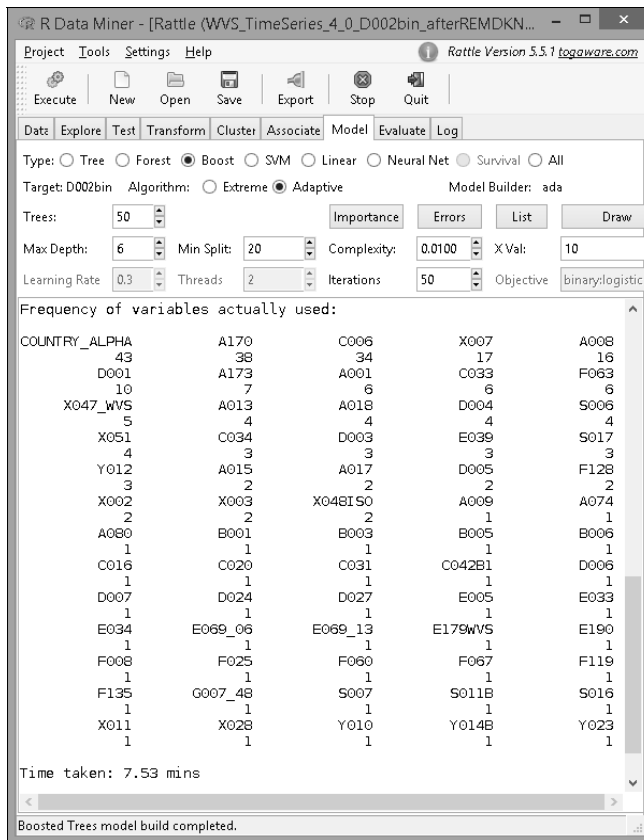 R Data Miner - [Rattle (WVS_TimeSeries_4_0_D002bin_afterREMDKN...
Project Tools Settings Help Rattle Version 5.5.1 togaware.com
Execute New Open Save Export Stop Quit
Data Explore Test Transform Cluster Associate Model Evaluate Log
Type: Tree Forest Boost SVM Linear Neural Net Survival All
Target: D002bin Algorithm: Extreme Adaptive Model Builder: ada
Trees: 50 Importance Errors List Draw
Max Depth: 6 Min Split: 20 Complexity: 0.0100 X Val: 10
Learning Rate 0.3 Threads 2 Iterations 50 Objective binary:logistic
Frequency of variables actually used:
COUNTRY_ALPHA A170 C006 X007 A008
43 38 34 17 16
D001 A173 A001 C033 F063
10 7 6 6 6
X047_WVS A013 A018 D004 S006
5 4 4 4 4
X051 C034 D003 E039 S017
4 3 3 3 3
Y012 A015 A017 D005 F128
3 2 2 2 2
X002 X003 X048ISO A009 A074
2 2 2 1 1
A080 B001 B003 B005 B006
1 1 1 1 1
C016 C020 C031 C042B1 D006
1 1 1 1 1
D007 D024 D027 E005 E033
1 1 1 1 1
E034 E069_06 E069_13 E179WVS E190
1 1 1 1 1
F008 F025 F060 F067 F119
1 1 1 1 1
F135 G007_48 S007 S011B S016
1 1 1 1 1
X011 X028 Y010 Y014B Y023
1 1 1 1 1
Time taken: 7.53 mins
Boosted Trees model build completed.